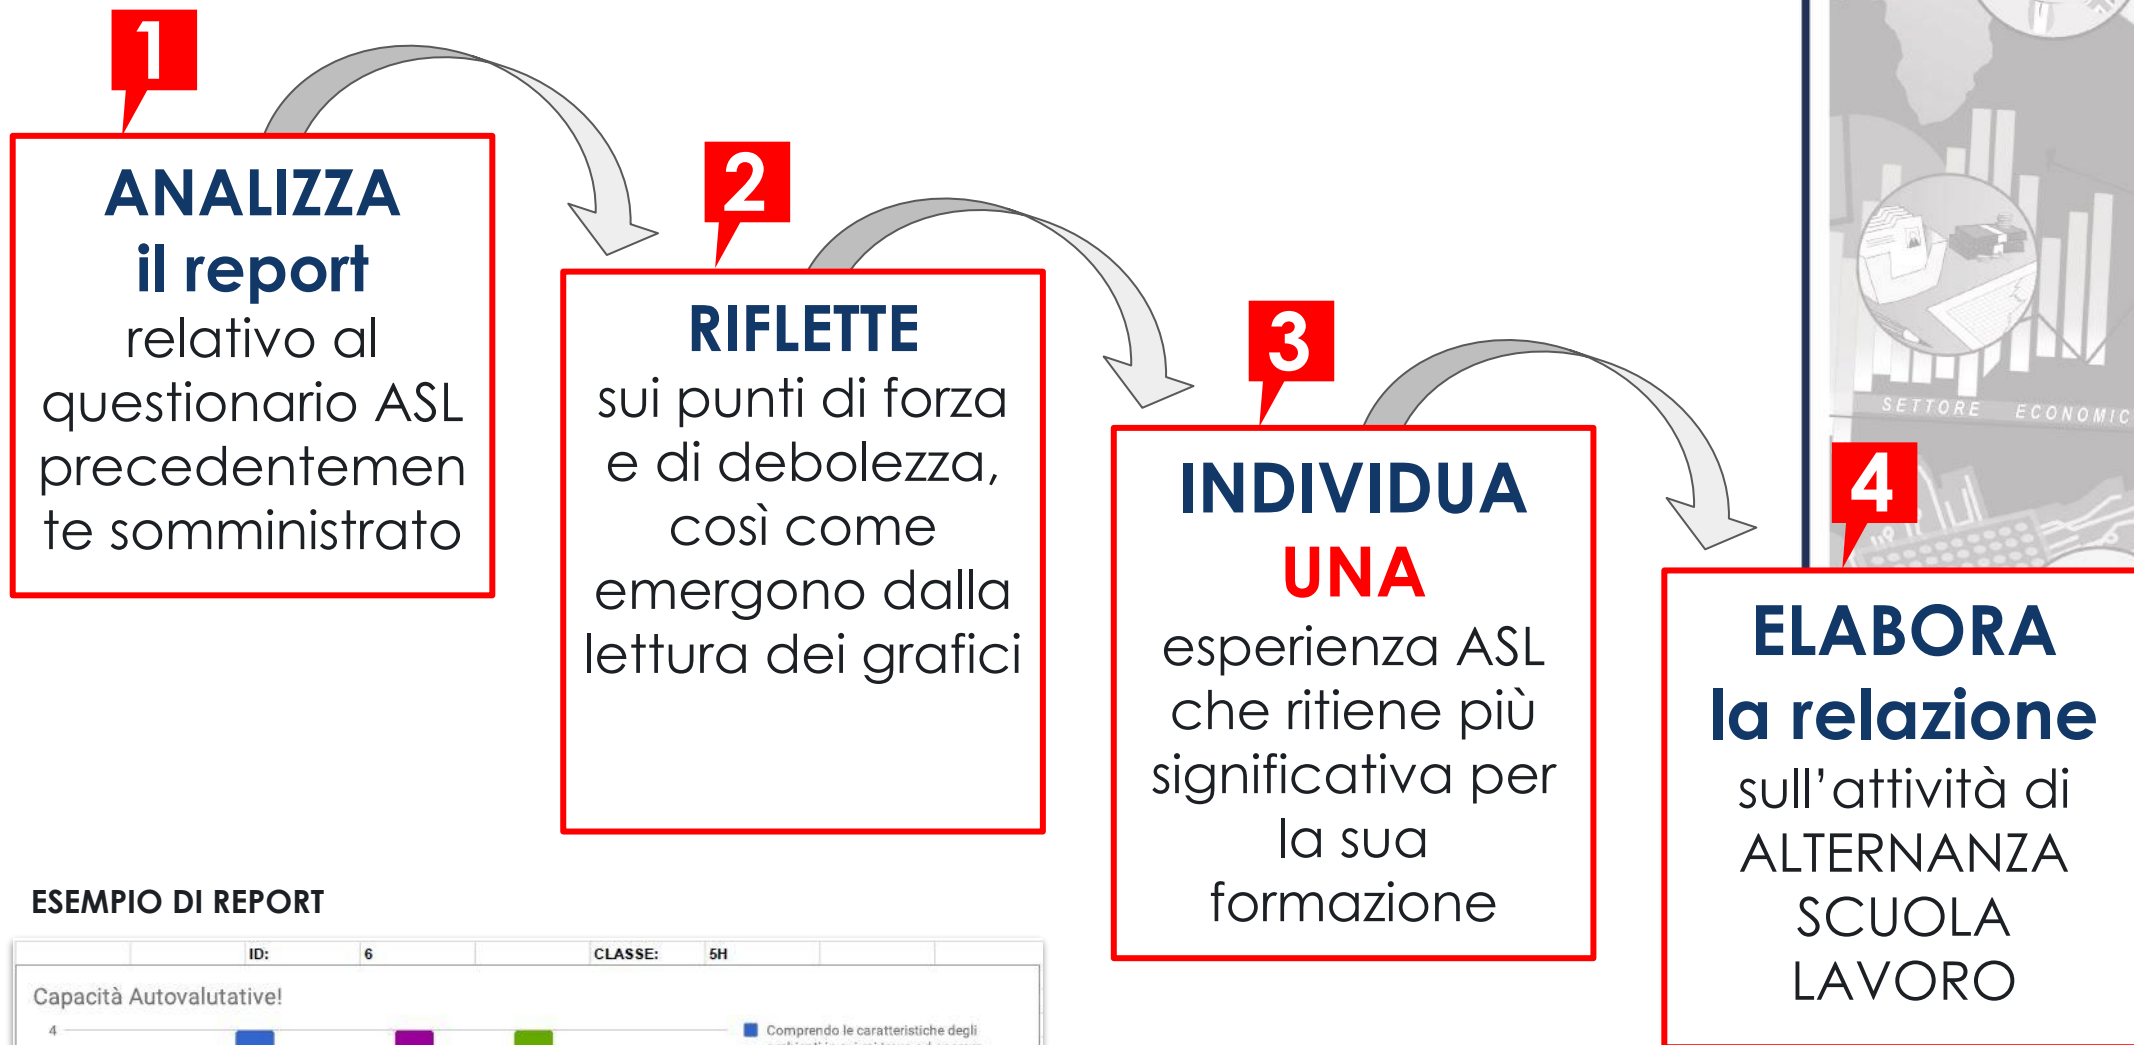 1
ANALIZZA
il report
relativo al
questionario ASL
precedentemen
te somministrato
2
RIFLETTE
sui punti di forza
e di debolezza,
così come
emergono dalla
lettura dei grafici
3
INDIVIDUA
UNA
esperienza ASL
che ritiene più
significativa per
la sua
formazione
SETTORE ECONOMIC
4
ELABORA
la relazione
sull’attività di
ALTERNANZA
SCUOLA
LAVORO
ESEMPIO DI REPORT
ID: 6 CLASSE: 5H
Capacità Autovalutative!
4
Comprendo le caratteristiche degli